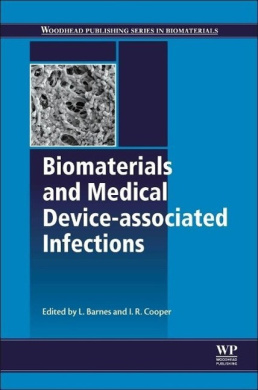 WOODHEAD PUBLISHING SERIES IN BIOMATERIALS
Biomaterials
and Medical
Device-associated
Infections
Edited by L. Barnes and I. R. Cooper
WP
WOODHEAD
PUBLISHING